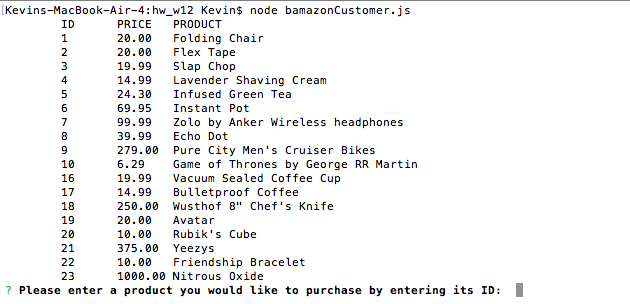 Kevins-MacBook-Air-4:hw_w12 Kevin$ node bamazonCustomer.js
ID PRICE PRODUCT
1 20.00 Folding Chair
2 20.00 Flex Tape
3 19.99 Slap Chop
4 14.99 Lavender Shaving Cream
5 24.30 Infused Green Tea
6 69.95 Instant Pot
7 99.99 Zolo by Anker Wireless headphones
8 39.99 Echo Dot
9 279.00 Pure City Men's Cruiser Bikes
10 6.29 Game of Thrones by George RR Martin
16 19.99 Vacuum Sealed Coffee Cup
17 14.99 Bulletproof Coffee
18 250.00 Wusthof 8" Chef's Knife
19 20.00 Avatar
20 10.00 Rubik's Cube
21 375.00 Yeezys
22 10.00 Friendship Bracelet
23 1000.00 Nitrous Oxide
? Please enter a product you would like to purchase by entering its ID: